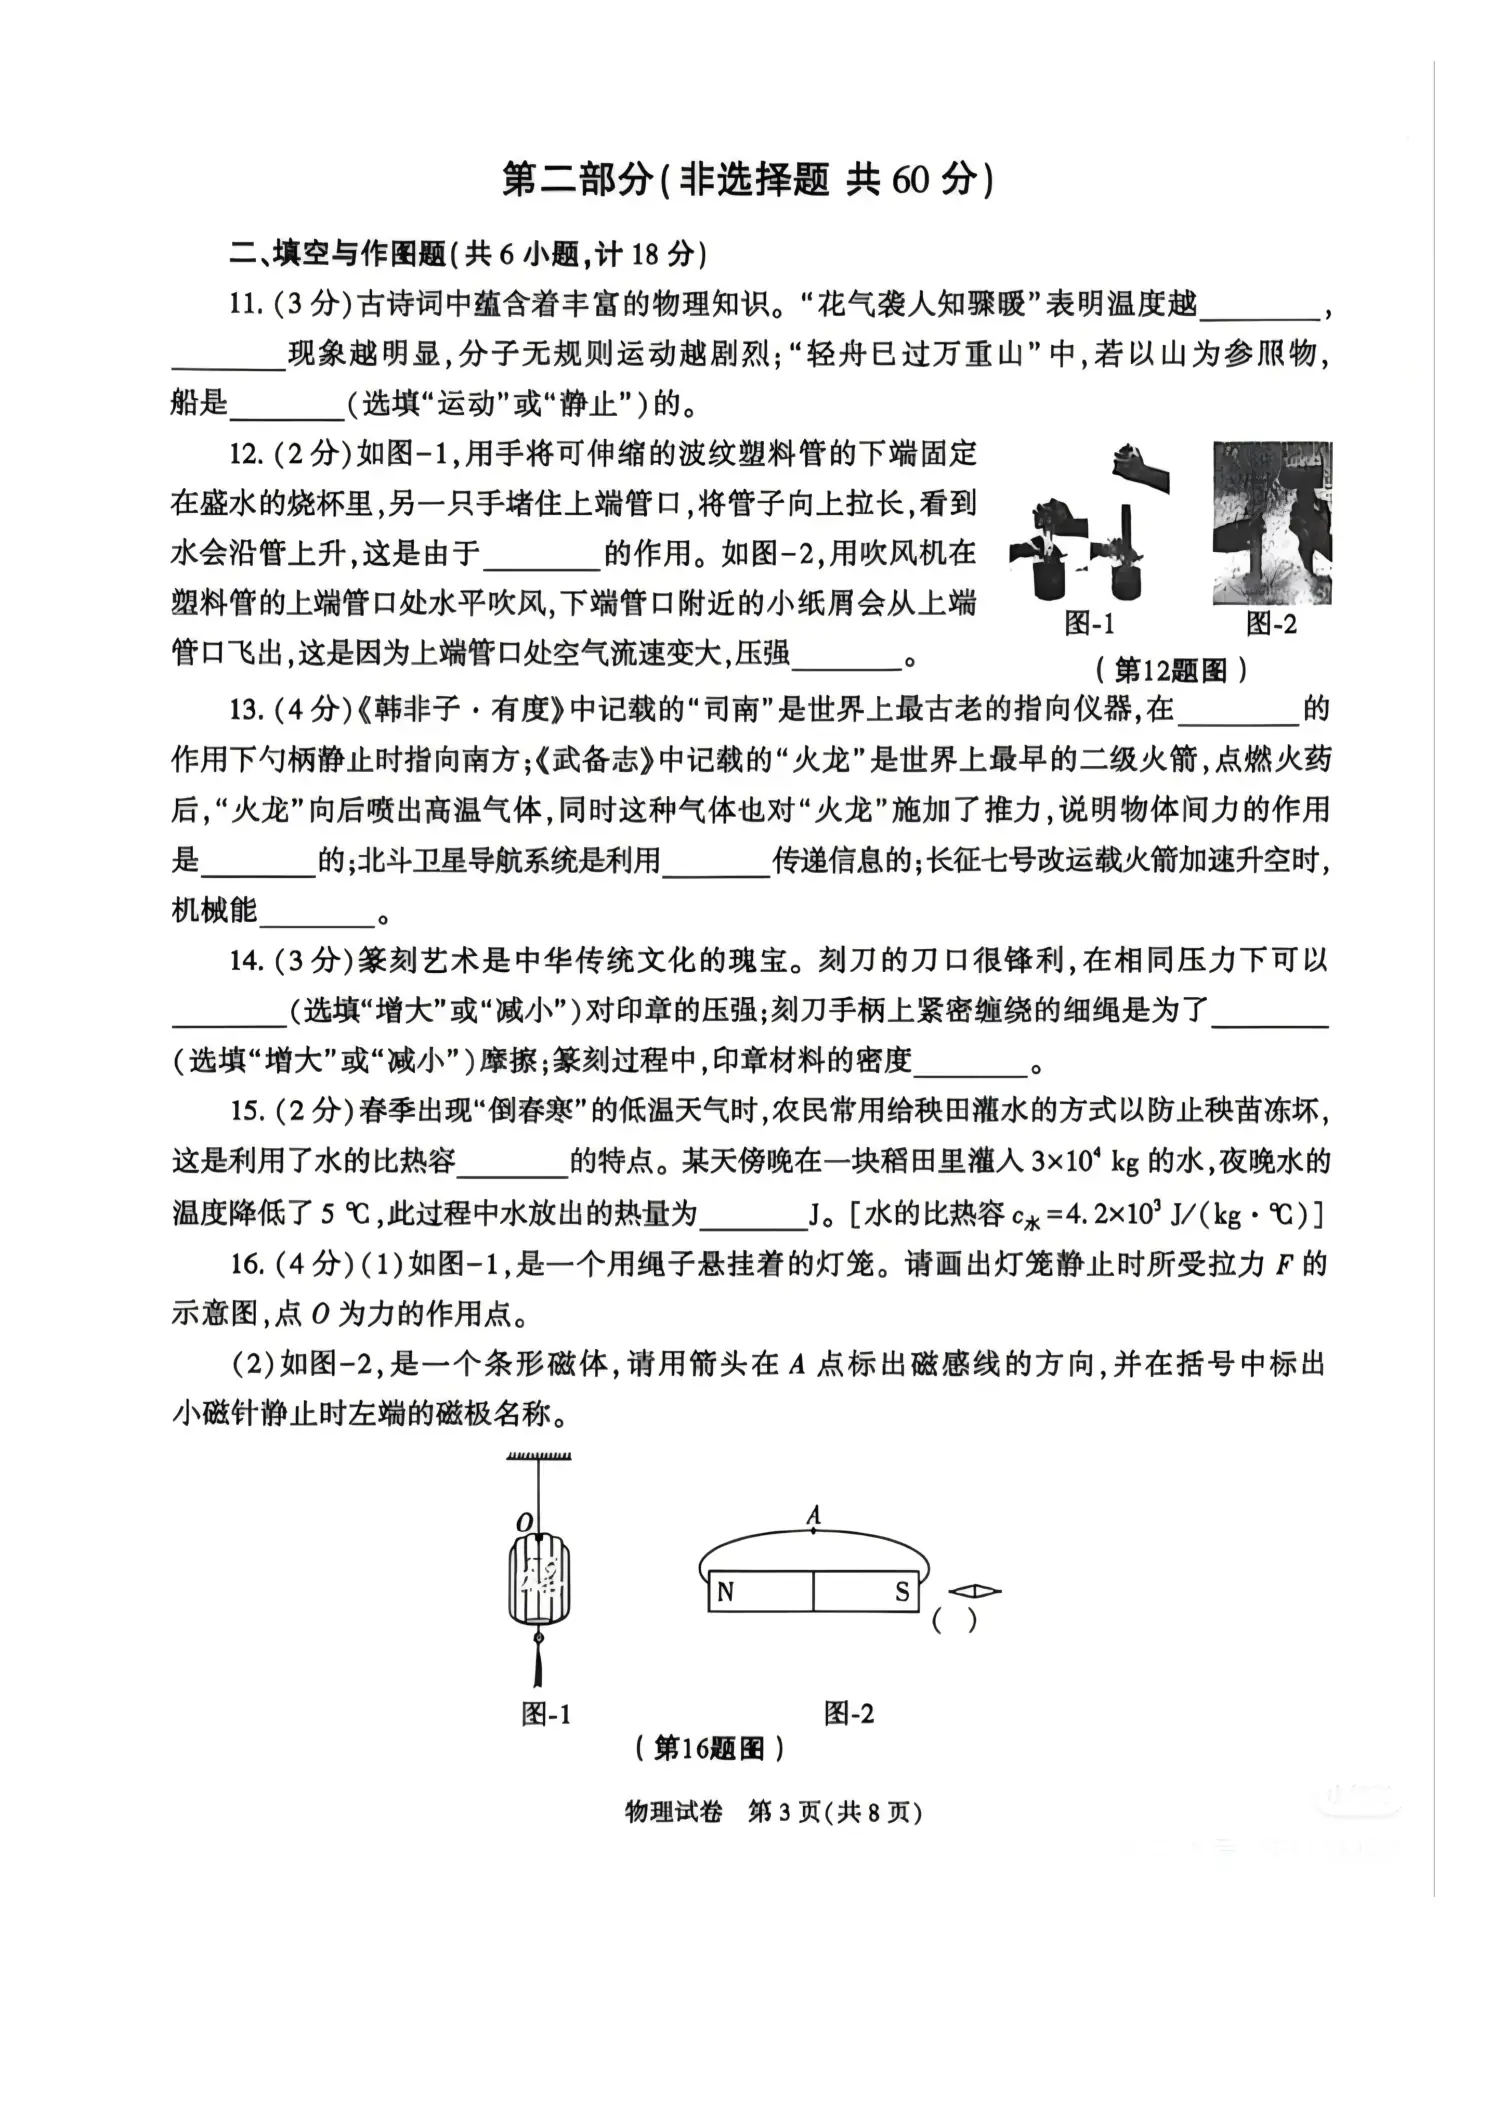 第二部分(非选择题 共60分)
二、填空与作图题(共6小题,计18分)
11.(3分)古诗词中蕴含着丰富的物理知识。“花气袭人知骤暖”表明温度越________,
________现象越明显,分子无规则运动越剧烈;“轻舟已过万重山”中,若以山为参照物,
船是________(选填“运动”或“静止”)的。
12.(2分)如图-1,用手将可伸缩的波纹塑料管的下端固定
在盛水的烧杯里,另一只手堵住上端管口,将管子向上拉长,看到
水会沿管上升,这是由于________的作用。如图-2,用吹风机在
塑料管的上端管口处水平吹风,下端管口附近的小纸屑会从上端
管口飞出,这是因为上端管口处空气流速变大,压强________。
图-1
图-2
(第12题图)
13.(4分)《韩非子·有度》中记载的“司南”是世界上最古老的指向仪器,在________的
作用下勺柄静止时指向南方;《武备志》中记载的“火龙”是世界上最早的二级火箭,点燃火药
后,“火龙”向后喷出高温气体,同时这种气体也对“火龙”施加了推力,说明物体间力的作用
是________的;北斗卫星导航系统是利用________传递信息的;长征七号改运载火箭加速升空时,
机械能________。
14.(3分)篆刻艺术是中华传统文化的瑰宝。刻刀的刀口很锋利,在相同压力下可以
________(选填“增大”或“减小”)对印章的压强;刻刀手柄上紧密缠绕的细绳是为了________
(选填“增大”或“减小”)摩擦;篆刻过程中,印章材料的密度________。
15.(2分)春季出现“倒春寒”的低温天气时,农民常用给秧田灌水的方式以防止秧苗冻坏,
这是利用了水的比热容________的特点。某天傍晚在一块稻田里灌入3×10⁴ kg的水,夜晚水的
温度降低了5 ℃,此过程中水放出的热量为________J。[水的比热容c水=4.2×10³ J/(kg·℃)]
16.(4分)(1)如图-1,是一个用绳子悬挂着的灯笼。请画出灯笼静止时所受拉力F的
示意图,点O为力的作用点。
(2)如图-2,是一个条形磁体,请用箭头在A点标出磁感线的方向,并在括号中标出
小磁针静止时左端的磁极名称。
O
福
A
N
S
( )
图-1
图-2
(第16题图)
物理试卷 第3页(共8页)